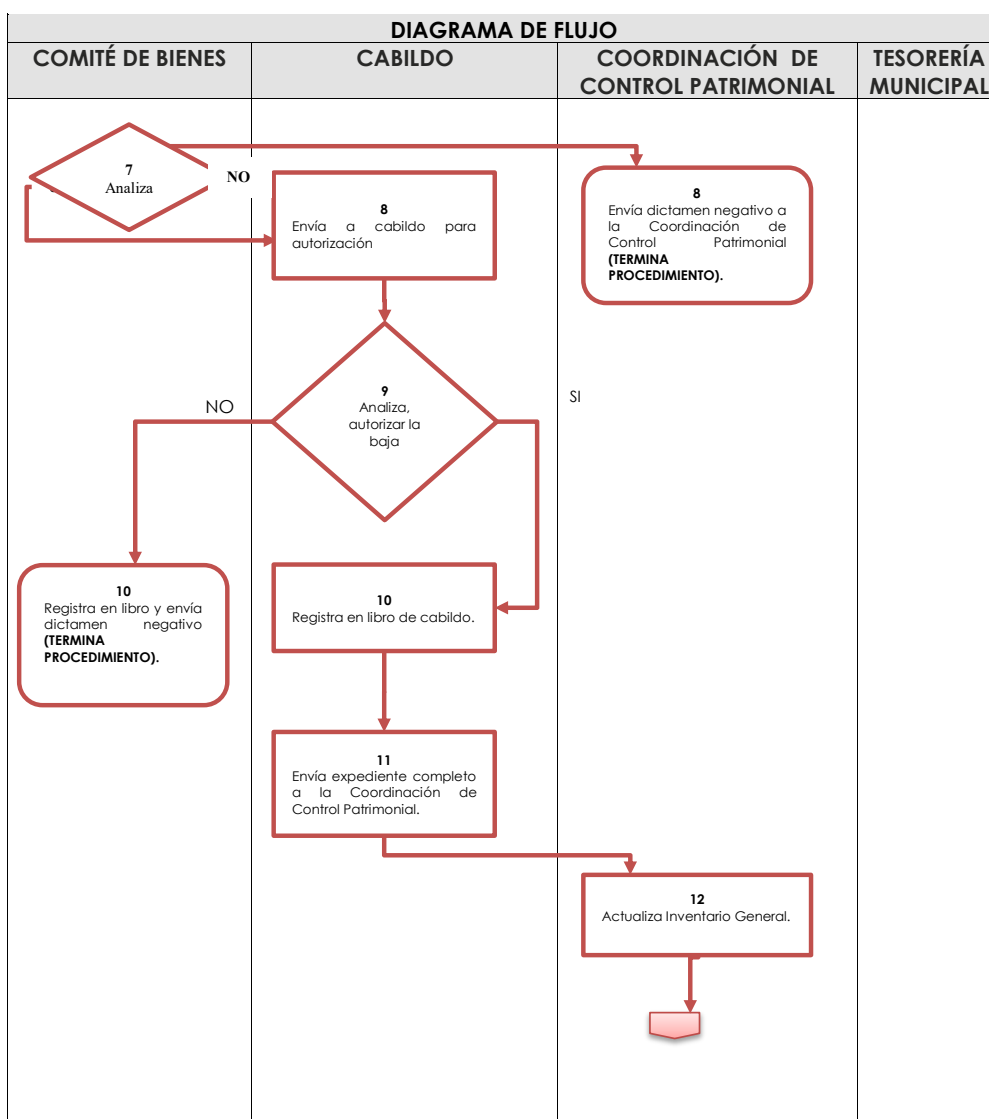 DIAGRAMA DE FLUJO
COMITÉ DE BIENES
CABILDO
COORDINACIÓN DE
CONTROL PATRIMONIAL
TESORERÍA
MUNICIPAL
7
Analiza
NO
8
Envía a cabildo para
autorización
8
Envía dictamen negativo a
la Coordinación de
Control Patrimonial
(TERMINA
PROCEDIMIENTO).
9
Analiza,
autorizar la
baja
NO
SI
10
Registra en libro y envía
dictamen negativo
(TERMINA
PROCEDIMIENTO).
10
Registra en libro de cabildo.
11
Envía expediente completo
a la Coordinación de
Control Patrimonial.
12
Actualiza Inventario General.